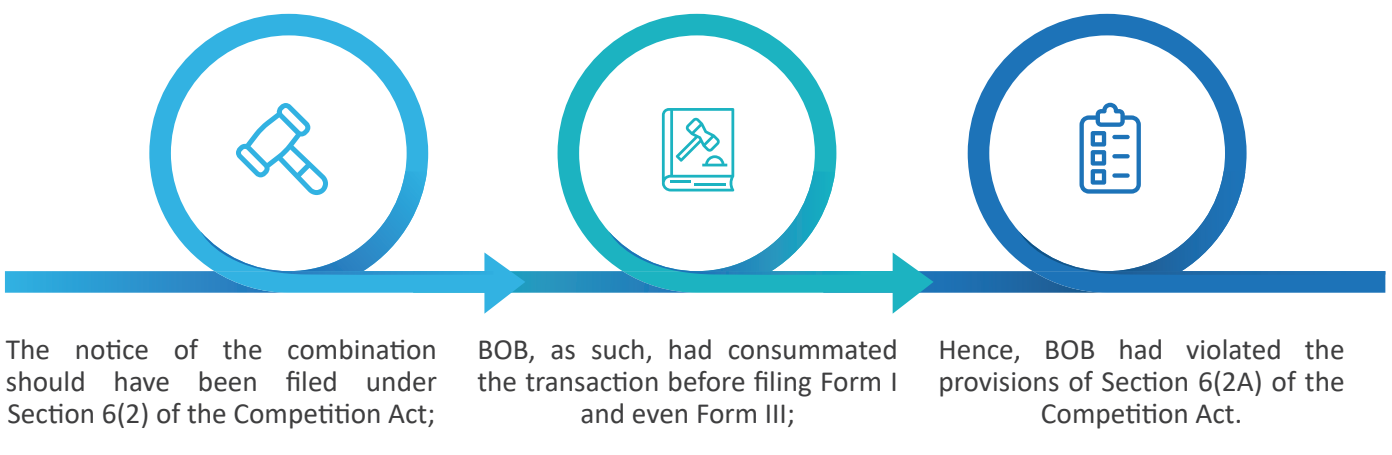 The notice of the combination
should have been filed under
Section 6(2) of the Competition Act;
BOB, as such, had consummated
the transaction before filing Form I
and even Form III;
Hence, BOB had violated the
provisions of Section 6(2A) of the
Competition Act.